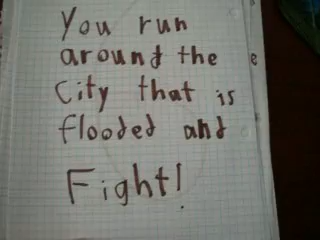 You run
around the
City that is
flooded and
Fight!
e